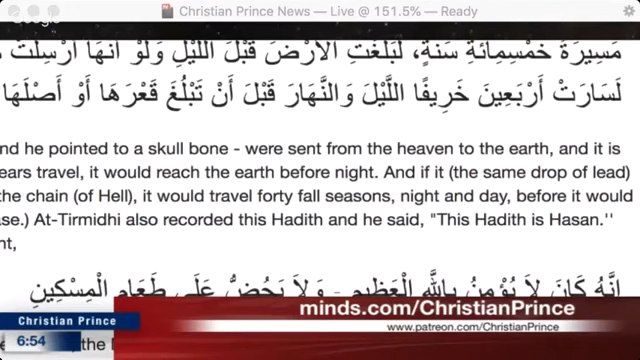 Christian Prince News — Live @ 151.5% — Ready
مَسِيرَةَ خَمْسِمِائَةِ سَنَةٍ، لَبَلَغَتِ الْأَرْضَ قَبْلَ اللَّيْلِ وَلَوْ أَنَّهَا أُرْسِلَتْ
لَسَارَتْ أَرْبَعِينَ خَرِيفًا اللَّيْلَ وَالنَّهَارَ قَبْلَ أَنْ تَبْلُغَ قَعْرَهَا أَوْ أَصْلَهَا
nd he pointed to a skull bone - were sent from the heaven to the earth, and it is
ears travel, it would reach the earth before night. And if it (the same drop of lead)
the chain (of Hell), it would travel forty fall seasons, night and day, before it would
ase.) At-Tirmidhi also recorded this Hadith and he said, "This Hadith is Hasan.''
nt,
إِنَّهُ كَانَ لاَ يُؤْمِنُ بِاللَّهِ الْعَظِيمِ - وَلاَ يَحُضُّ عَلَى طَعَامِ الْمِسْكِينِ
minds.com/ChristianPrince
Christian Prince
www.patreon.com/ChristianPrince
6:54
the